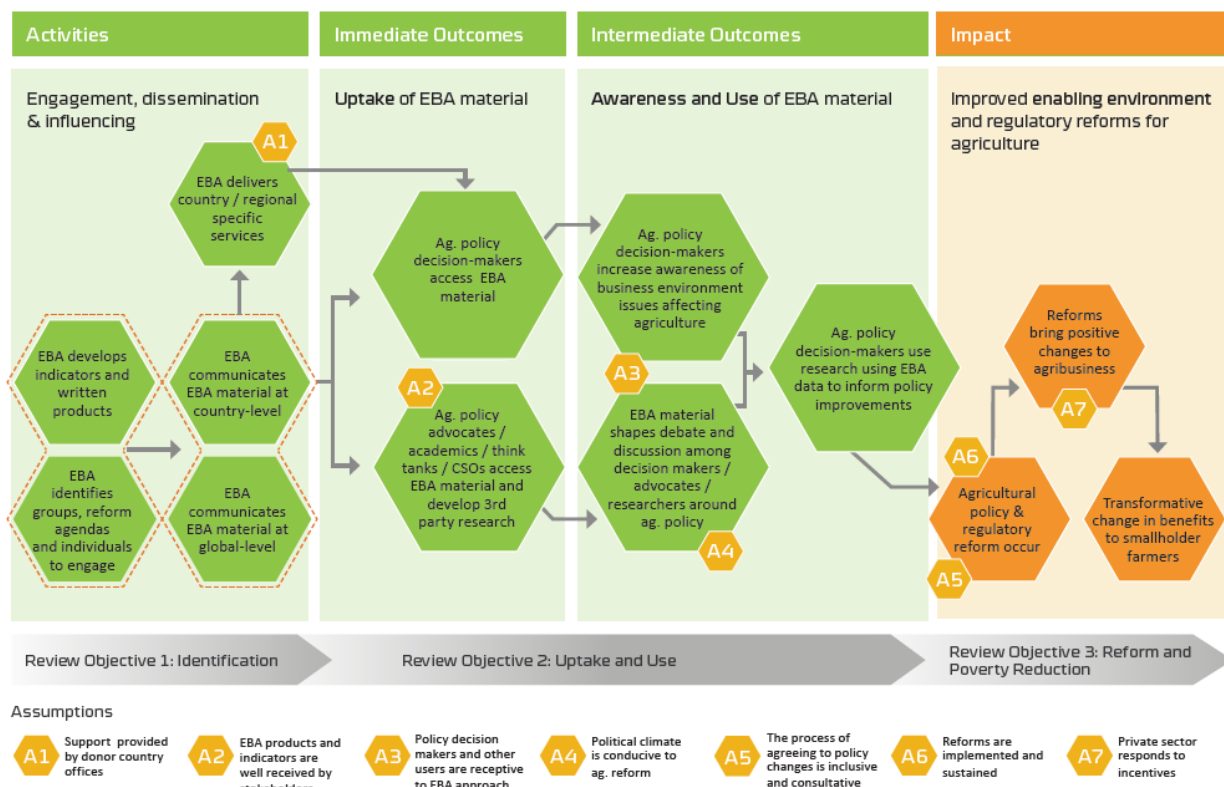 Activities
Immediate Outcomes
Intermediate Outcomes
Impact
Engagement, dissemination
& influencing
Uptake of EBA material
Awareness and Use of EBA material
Improved enabling environment
and regulatory reforms for
agriculture
A1
EBA delivers
country / regional
specific
services
EBA develops
indicators and
written
products
EBA
communicates
EBA material at
country-level
EBA
identifies
groups, reform
agendas
and individuals
to engage
EBA
communicates
EBA material at
global-level
Ag. policy
decision-makers
access EBA
material
A2
Ag. policy
advocates /
academics / think
tanks / CSOs access
EBA material and
develop 3rd
party research
Ag. policy
decision-makers
increase awareness of
business environment
issues affecting
agriculture
A3
EBA material
shapes debate and
discussion among
decision makers /
advocates /
researchers around
ag. policy
A4
Ag. policy
decision-makers use
research using EBA
data to inform policy
improvements
Reforms
bring positive
changes to
agribusiness
A7
A6
Agricultural
policy &
regulatory
reform occur
A5
Transformative
change in benefits
to smallholder
farmers
Review Objective 1: Identification
Review Objective 2: Uptake and Use
Review Objective 3: Reform and
Poverty Reduction
Assumptions
A1
Support provided
by donor country
offices
A2
EBA products and
indicators are
well received by
stakeholders
A3
Policy decision
makers and other
users are receptive
to EBA approach
A4
Political climate
is conducive to
ag. reform
A5
The process of
agreeing to policy
changes is inclusive
and consultative
A6
Reforms are
implemented and
sustained
A7
Private sector
responds to
incentives